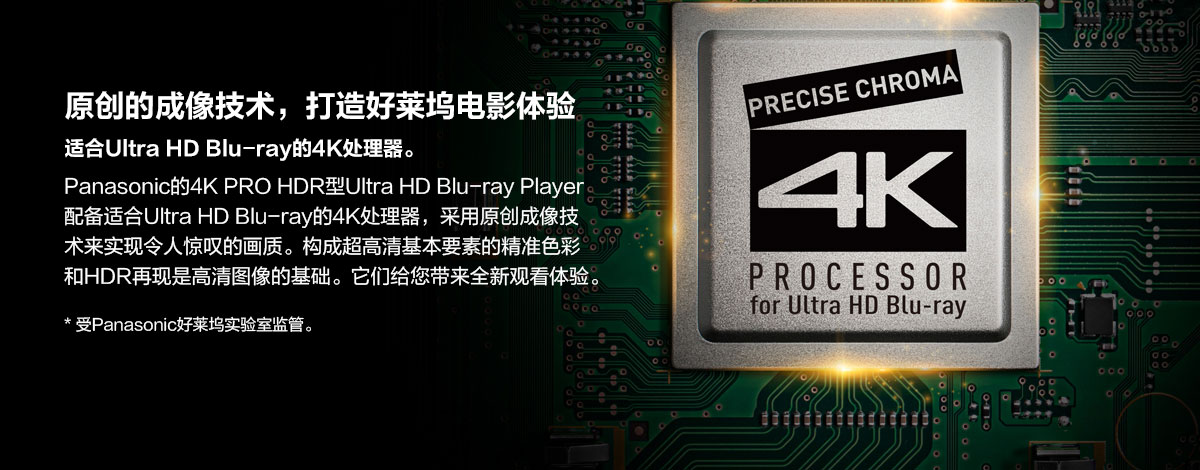 原创的成像技术，打造好莱坞电影体验
适合Ultra HD Blu-ray的4K处理器。
Panasonic的4K PRO HDR型Ultra HD Blu-ray Player
配备适合Ultra HD Blu-ray的4K处理器，采用原创成像技
术来实现令人惊叹的画质。构成超高清基本要素的精准色彩
和HDR再现是高清图像的基础。它们给您带来全新观看体验。
* 受Panasonic好莱坞实验室监管。
PRECISE CHROMA
4K
PROCESSOR
for Ultra HD Blu-ray